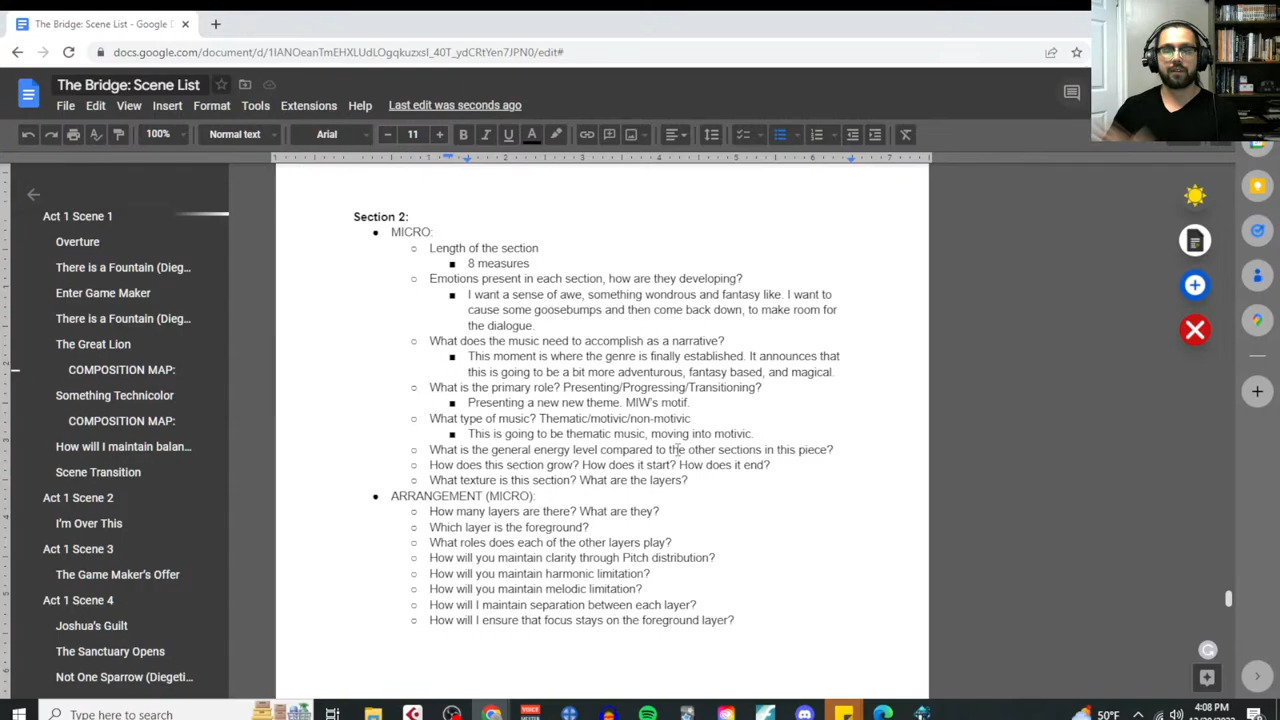 The Bridge: Scene List - Google D
docs.google.com/document/d/1IANOeanTmEHXLUdLOgqkuzxsI_40T_ydCRtYen7JPN0/edit#
The Bridge: Scene List
File Edit View Insert Format Tools Extensions Help Last edit was seconds ago
100% Normal text Arial 11
1 1 2 3 4 5 6 7
Act 1 Scene 1
Overture
There is a Fountain (Dieg...
Enter Game Maker
There is a Fountain (Dieg...
The Great Lion
COMPOSITION MAP:
Something Technicolor
COMPOSITION MAP:
How will I maintain balan...
Scene Transition
Act 1 Scene 2
I'm Over This
Act 1 Scene 3
The Game Maker's Offer
Act 1 Scene 4
Joshua's Guilt
The Sanctuary Opens
Not One Sparrow (Diegeti...
Section 2:
MICRO:
Length of the section
8 measures
Emotions present in each section, how are they developing?
I want a sense of awe, something wondrous and fantasy like. I want to
cause some goosebumps and then come back down, to make room for
the dialogue.
What does the music need to accomplish as a narrative?
This moment is where the genre is finally established. It announces that
this is going to be a bit more adventurous, fantasy based, and magical.
What is the primary role? Presenting/Progressing/Transitioning?
Presenting a new new theme. MIW's motif.
What type of music? Thematic/motivic/non-motivic
This is going to be thematic music, moving into motivic.
What is the general energy level compared to the other sections in this piece?
How does this section grow? How does it start? How does it end?
What texture is this section? What are the layers?
ARRANGEMENT (MICRO):
How many layers are there? What are they?
Which layer is the foreground?
What roles does each of the other layers play?
How will you maintain clarity through Pitch distribution?
How will you maintain harmonic limitation?
How will you maintain melodic limitation?
How will I maintain separation between each layer?
How will I ensure that focus stays on the foreground layer?
Type here to search
50°F
4:08 PM